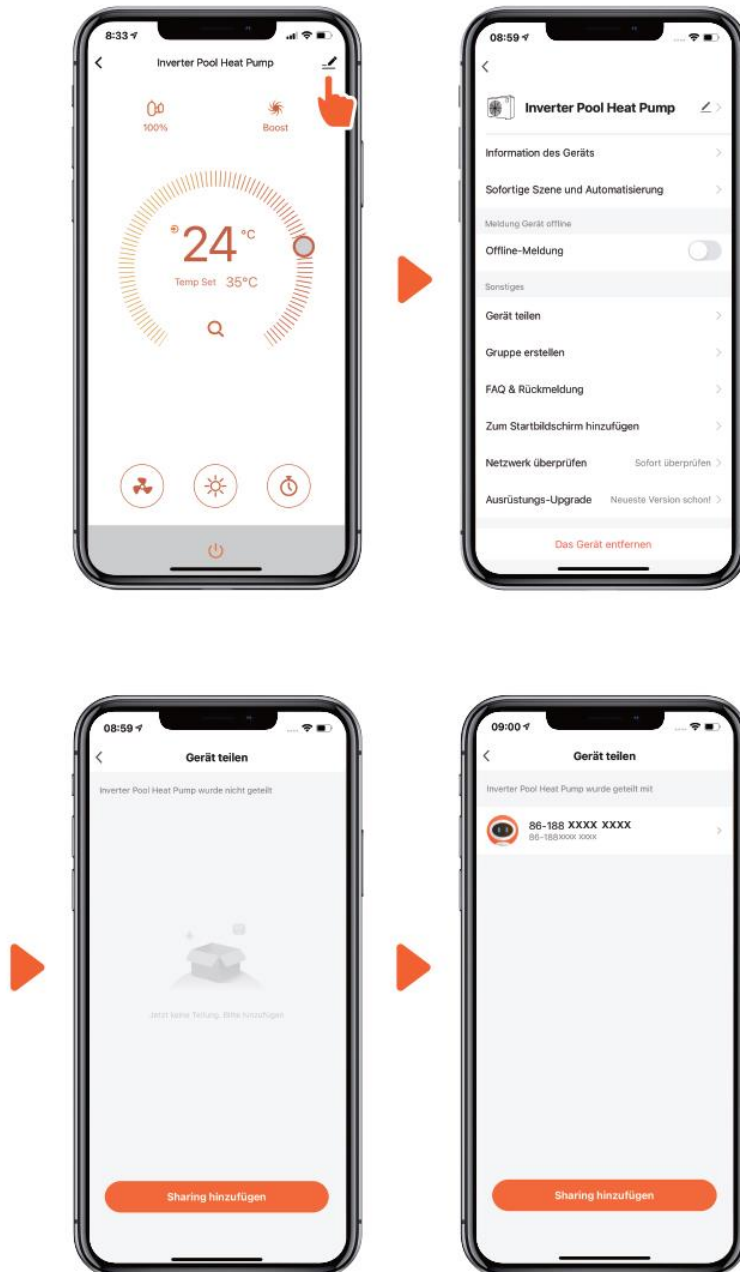 8:33
Inverter Pool Heat Pump
100%
Boost
24 °C
Temp Set 35°C
08:59
Inverter Pool Heat Pump
Information des Geräts
Sofortige Szene und Automatisierung
Meldung Gerät offline
Offline-Meldung
Sonstiges
Gerät teilen
Gruppe erstellen
FAQ & Rückmeldung
Zum Startbildschirm hinzufügen
Netzwerk überprüfen Sofort überprüfen
Ausrüstungs-Upgrade Neueste Version schon!
Das Gerät entfernen
08:59
Gerät teilen
Inverter Pool Heat Pump wurde nicht geteilt
Jetzt keine Teilung. Bitte hinzufügen
Sharing hinzufügen
09:00
Gerät teilen
Inverter Pool Heat Pump wurde geteilt mit
86-188 XXXX XXXX
86-188XXXX XXXX
Sharing hinzufügen